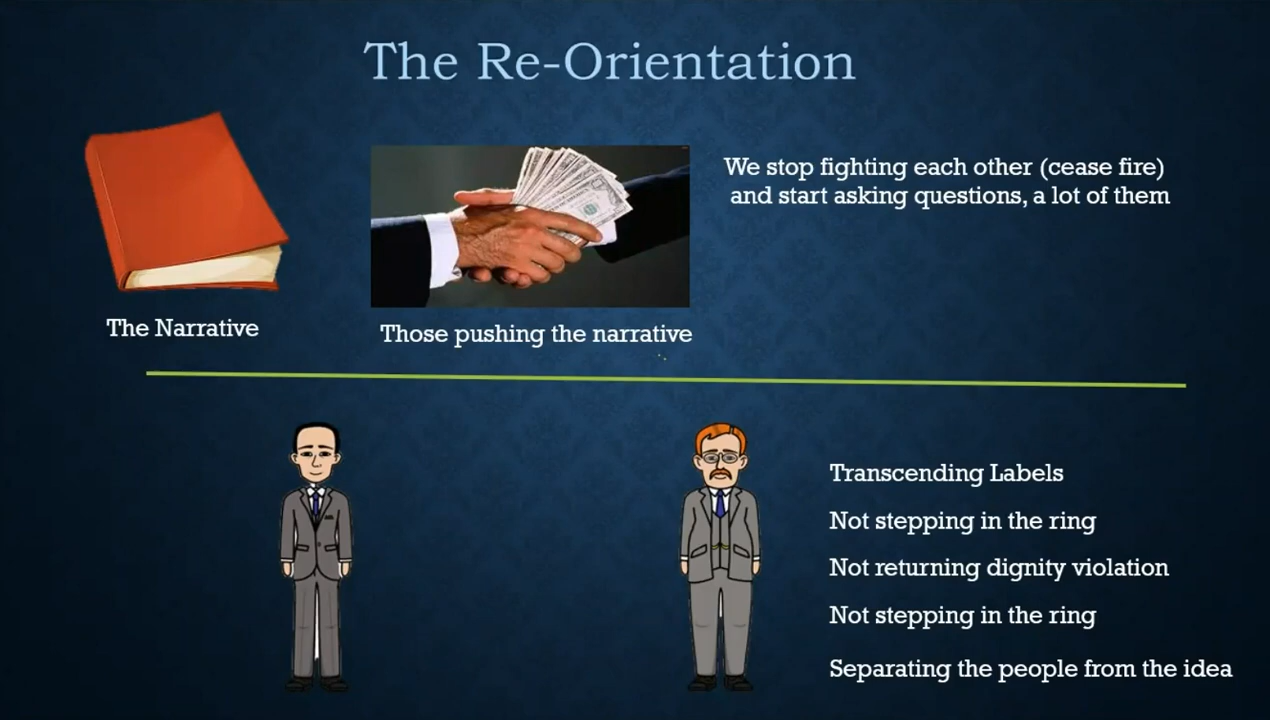 The Re-Orientation
We stop fighting each other (cease fire)
and start asking questions, a lot of them
The Narrative
Those pushing the narrative
Transcending Labels
Not stepping in the ring
Not returning dignity violation
Not stepping in the ring
Separating the people from the idea